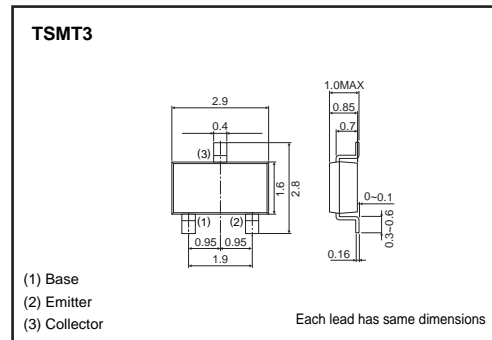 TSMT3
1.0MAX
2.9
0.85
0.4
0.7
(3)
1.6
2.8
0~0.1
(1)
(2)
0.3~0.6
0.95
0.95
0.16
1.9
(1) Base
(2) Emitter
(3) Collector
Each lead has same dimensions